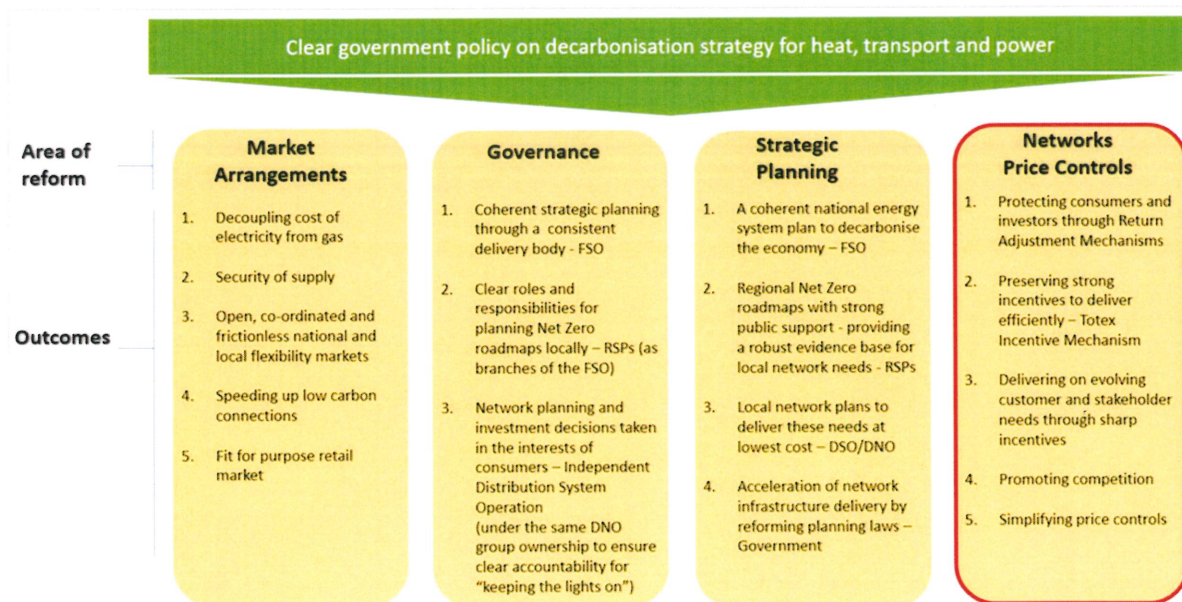 Clear government policy on decarbonisation strategy for heat, transport and power
Area of
reform
Outcomes
Market
Arrangements
1. Decoupling cost of
electricity from gas
2. Security of supply
3. Open, co-ordinated and
frictionless national and
local flexibility markets
4. Speeding up low carbon
connections
5. Fit for purpose retail
market
Governance
1. Coherent strategic planning
through a consistent
delivery body - FSO
2. Clear roles and
responsibilities for
planning Net Zero
roadmaps locally – RSPs (as
branches of the FSO)
3. Network planning and
investment decisions taken
in the interests of
consumers – Independent
Distribution System
Operation
(under the same DNO
group ownership to ensure
clear accountability for
“keeping the lights on”)
Strategic
Planning
1. A coherent national energy
system plan to decarbonise
the economy – FSO
2. Regional Net Zero
roadmaps with strong
public support - providing
a robust evidence base for
local network needs - RSPs
3. Local network plans to
deliver these needs at
lowest cost – DSO/DNO
4. Acceleration of network
infrastructure delivery by
reforming planning laws –
Government
Networks
Price Controls
1. Protecting consumers and
investors through Return
Adjustment Mechanisms
2. Preserving strong
incentives to deliver
efficiently – Totex
Incentive Mechanism
3. Delivering on evolving
customer and stakeholder
needs through sharp
incentives
4. Promoting competition
5. Simplifying price controls